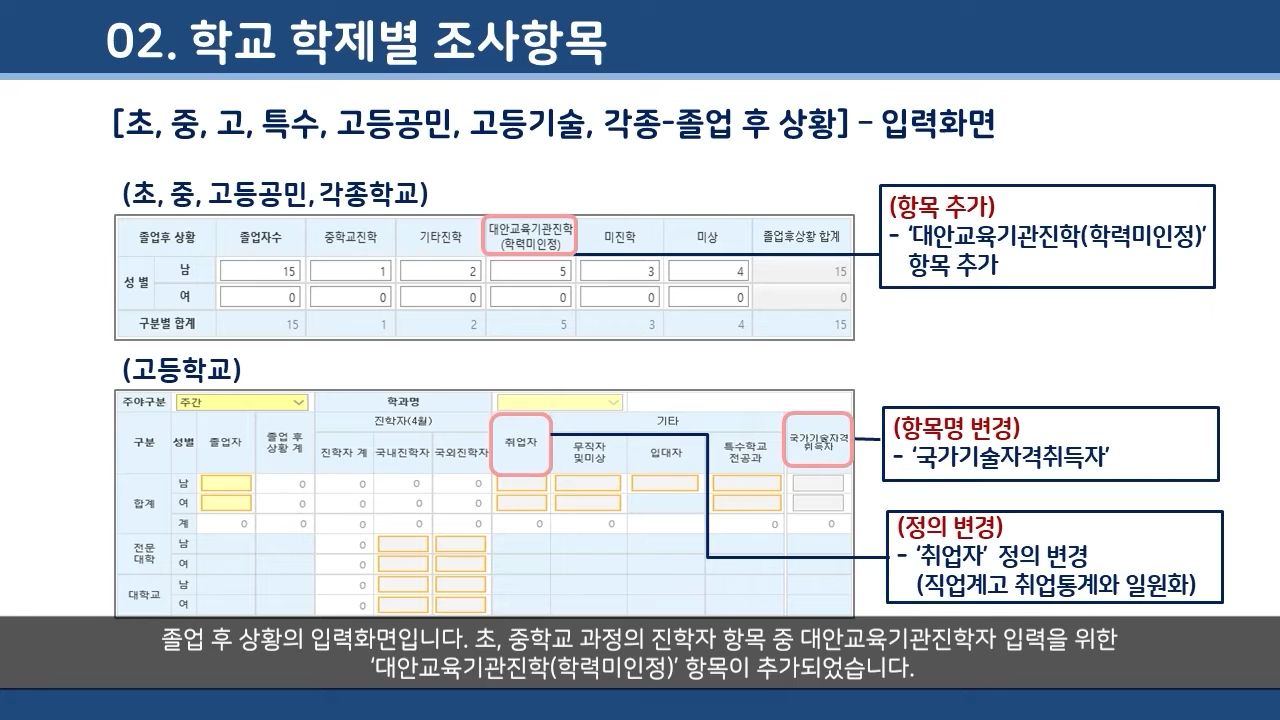 02. 학교 학제별 조사항목
[초, 중, 고, 특수, 고등공민, 고등기술, 각종-졸업 후 상황] – 입력화면
(초, 중, 고등공민, 각종학교)
졸업후 상황 졸업자수 중학교진학 기타진학 대안교육기관진학 (학력미인정) 미진학 미상 졸업후상황 합계
성별 남 15 1 2 5 3 4 15
여 0 0 0 0 0 0 0
구분별 합계 15 1 2 5 3 4 15
(항목 추가)
- ‘대안교육기관진학(학력미인정)’
항목 추가
(고등학교)
주야구분 주간 학과명
구분 성별 졸업자 졸업 후 상황 계 진학자(4월) 취업자 기타 국가기술자격 취득자
진학자 계 국내진학자 국외진학자 무직자 및미상 입대자 특수학교 전공과
합계 남 0 0 0 0
여 0 0 0 0
계 0 0 0 0 0 0 0 0 0
전문 대학 남 0
여 0
대학교 남 0
여 0
(항목명 변경)
- ‘국가기술자격취득자’
(정의 변경)
- ‘취업자’ 정의 변경
(직업계고 취업통계와 일원화)
졸업 후 상황의 입력화면입니다. 초, 중학교 과정의 진학자 항목 중 대안교육기관진학자 입력을 위한
‘대안교육기관진학(학력미인정)’ 항목이 추가되었습니다.